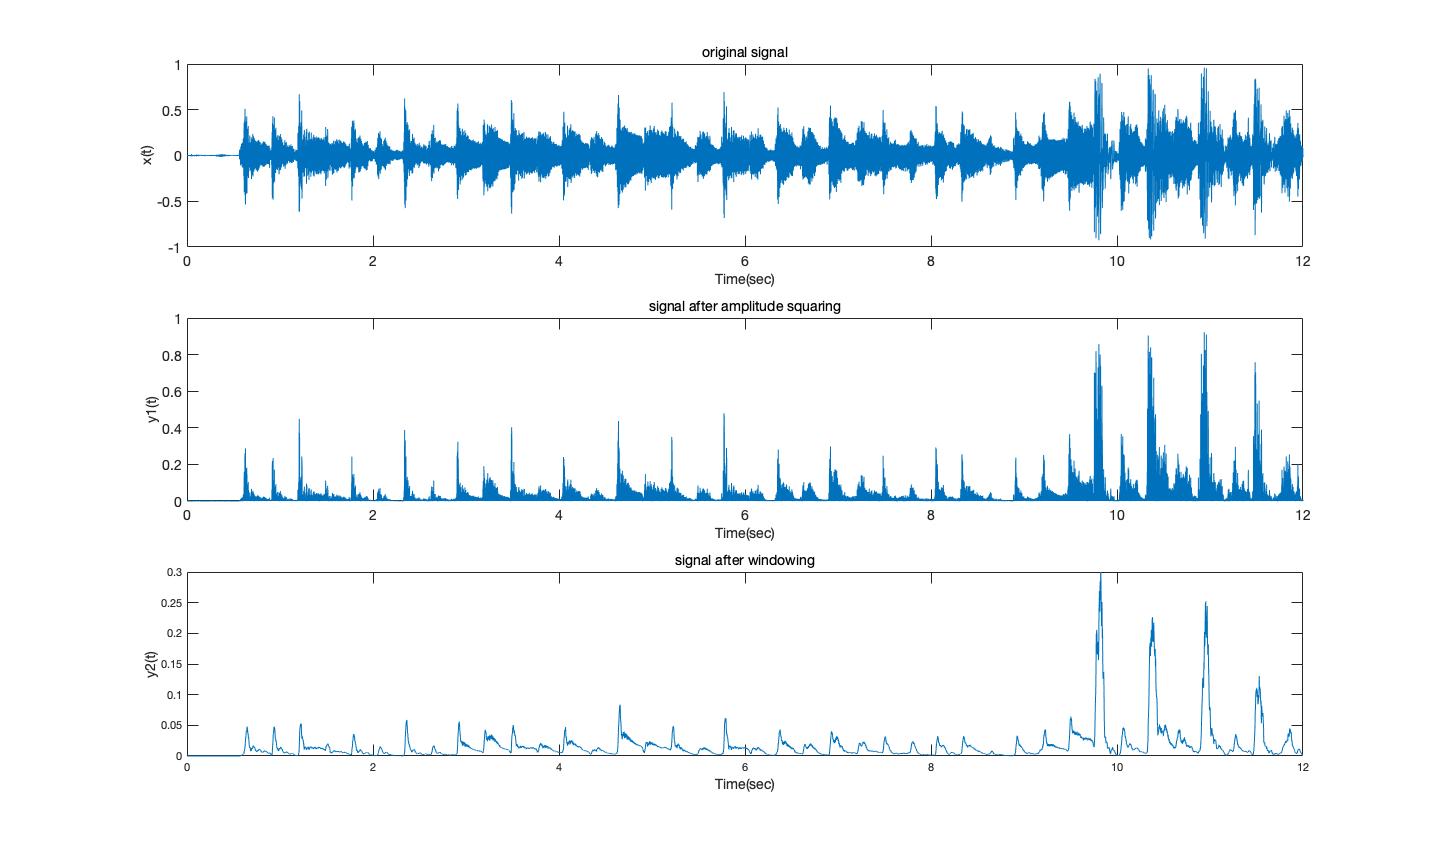 original signal
1
0.5
0
-0.5
-1
x(t)
0 2 4 6 8 10 12
Time(sec)
signal after amplitude squaring
1
0.8
0.6
0.4
0.2
0
y1(t)
0 2 4 6 8 10 12
Time(sec)
signal after windowing
0.3
0.25
0.2
0.15
0.1
0.05
0
y2(t)
0 2 4 6 8 10 12
Time(sec)